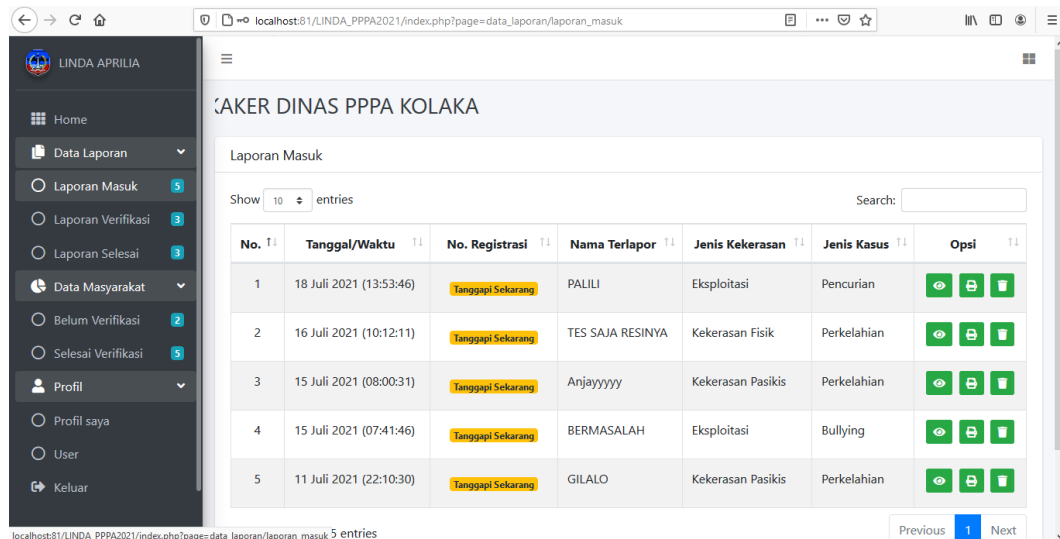 localhost:81/LINDA_PPPA2021/index.php?page=data_laporan/laporan_masuk
LINDA APRILIA
Home
Data Laporan
Laporan Masuk 5
Laporan Verifikasi 3
Laporan Selesai 3
Data Masyarakat
Belum Verifikasi 2
Selesai Verifikasi 5
Profil
Profil saya
User
Keluar
KAKER DINAS PPPA KOLAKA
Laporan Masuk
Show 10 entries Search:
No. Tanggal/Waktu No. Registrasi Nama Terlapor Jenis Kekerasan Jenis Kasus Opsi
1 18 Juli 2021 (13:53:46) Tanggapi Sekarang PALILI Eksploitasi Pencurian
2 16 Juli 2021 (10:12:11) Tanggapi Sekarang TES SAJA RESINYA Kekerasan Fisik Perkelahian
3 15 Juli 2021 (08:00:31) Tanggapi Sekarang Anjayyyyy Kekerasan Pasikis Perkelahian
4 15 Juli 2021 (07:41:46) Tanggapi Sekarang BERMASALAH Eksploitasi Bullying
5 11 Juli 2021 (22:10:30) Tanggapi Sekarang GILALO Kekerasan Pasikis Perkelahian
5 entries Previous 1 Next
localhost:81/LINDA_PPPA2021/index.php?page=data_laporan/laporan_masuk